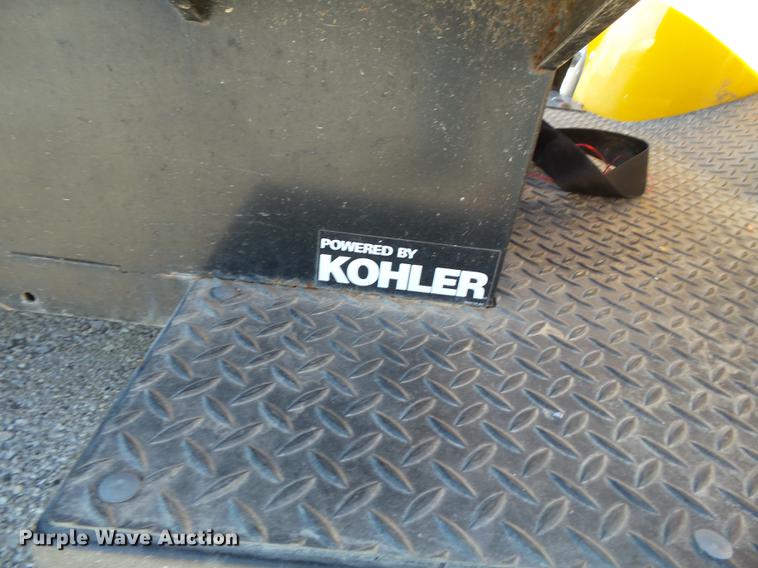 POWERED BY
KOHLER
Purple Wave Auction